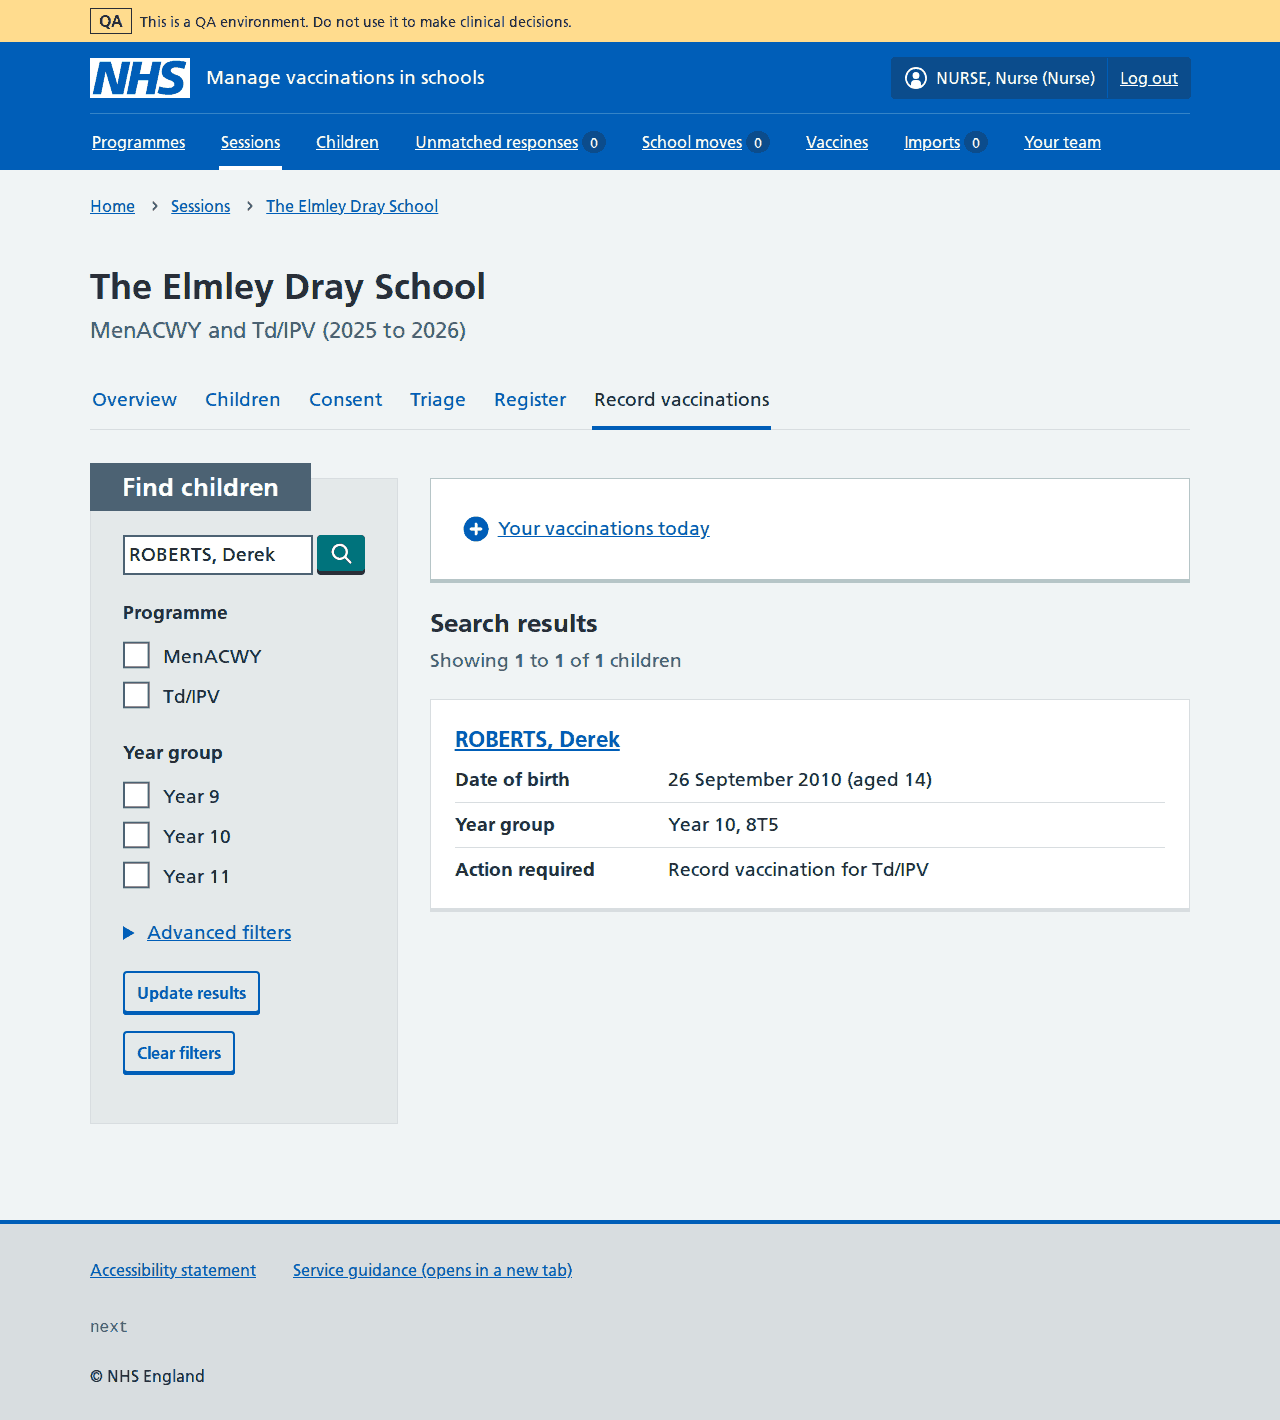 QA This is a QA environment. Do not use it to make clinical decisions.
NHS Manage vaccinations in schools NURSE, Nurse (Nurse) Log out
Programmes Sessions Children Unmatched responses 0 School moves 0 Vaccines Imports 0 Your team
Home Sessions The Elmley Dray School
The Elmley Dray School
MenACWY and Td/IPV (2025 to 2026)
Overview Children Consent Triage Register Record vaccinations
Find children
ROBERTS, Derek
Programme
MenACWY
Td/IPV
Year group
Year 9
Year 10
Year 11
Advanced filters
Update results
Clear filters
Your vaccinations today
Search results
Showing 1 to 1 of 1 children
ROBERTS, Derek
Date of birth 26 September 2010 (aged 14)
Year group Year 10, 8T5
Action required Record vaccination for Td/IPV
Accessibility statement Service guidance (opens in a new tab)
next
© NHS England